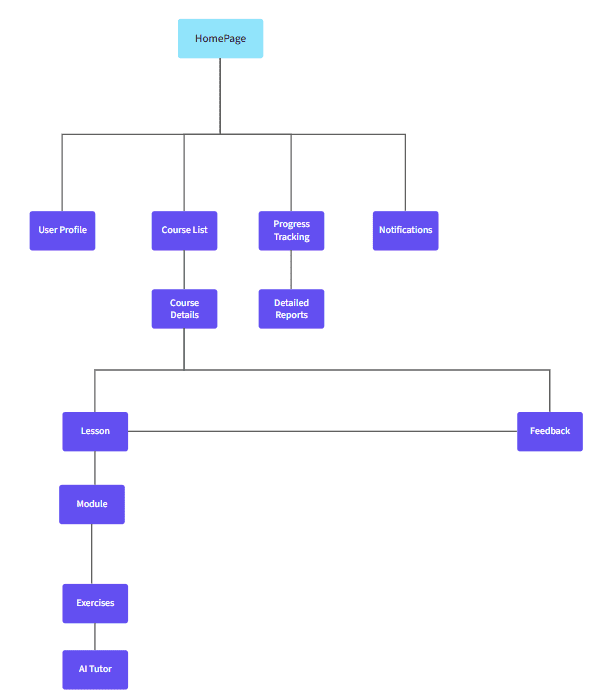 HomePage
User Profile
Course List
Progress
Tracking
Notifications
Course
Details
Detailed
Reports
Lesson
Feedback
Module
Exercises
AI Tutor